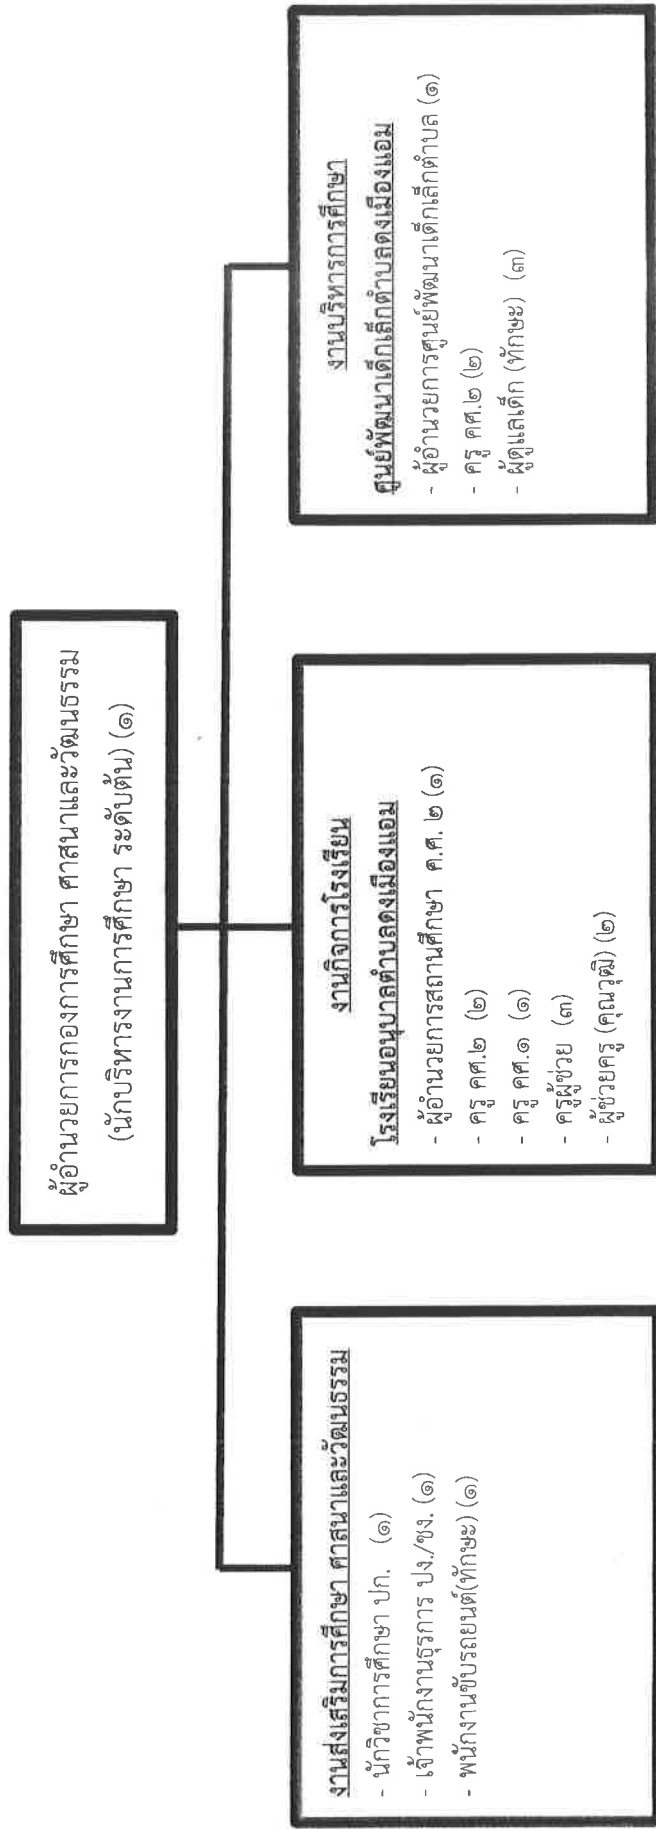 ผู้อำนวยการกองการศึกษา ศาสนาและวัฒนธรรม
(นักบริหารงานการศึกษา ระดับต้น) (๑)
งานส่งเสริมการศึกษา ศาสนาและวัฒนธรรม
- นักวิชาการศึกษา ปก. (๑)
- เจ้าพนักงานธุรการ ปง./ชง. (๑)
- พนักงานขับรถยนต์(ทักษะ) (๑)
งานกิจการโรงเรียน
โรงเรียนอนุบาลตำบลดงเมืองแอม
- ผู้อำนวยการสถานศึกษา ค.ศ. ๒ (๑)
- ครู คศ.๒ (๒)
- ครู คศ.๑ (๑)
- ครูผู้ช่วย (๓)
- ผู้ช่วยครู (คุณวุฒิ) (๒)
งานบริหารการศึกษา
ศูนย์พัฒนาเด็กเล็กตำบลดงเมืองแอม
- ผู้อำนวยการศูนย์พัฒนาเด็กเล็กตำบล (๑)
- ครู คศ.๒ (๒)
- ผู้ดูแลเด็ก (ทักษะ) (๓)